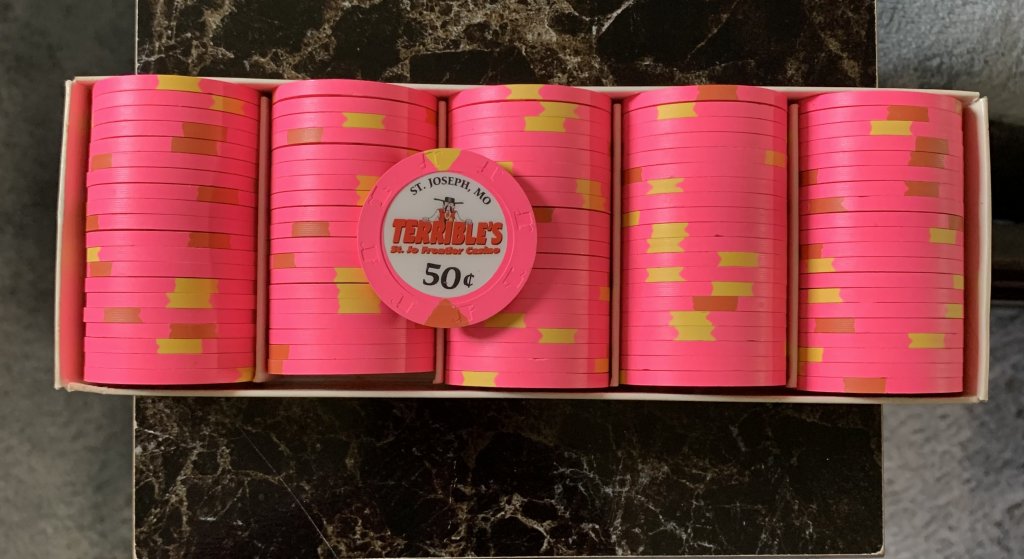 ST. JOSEPH, MO
TERRIBLE'S
St. Jo Frontier Casino
50¢